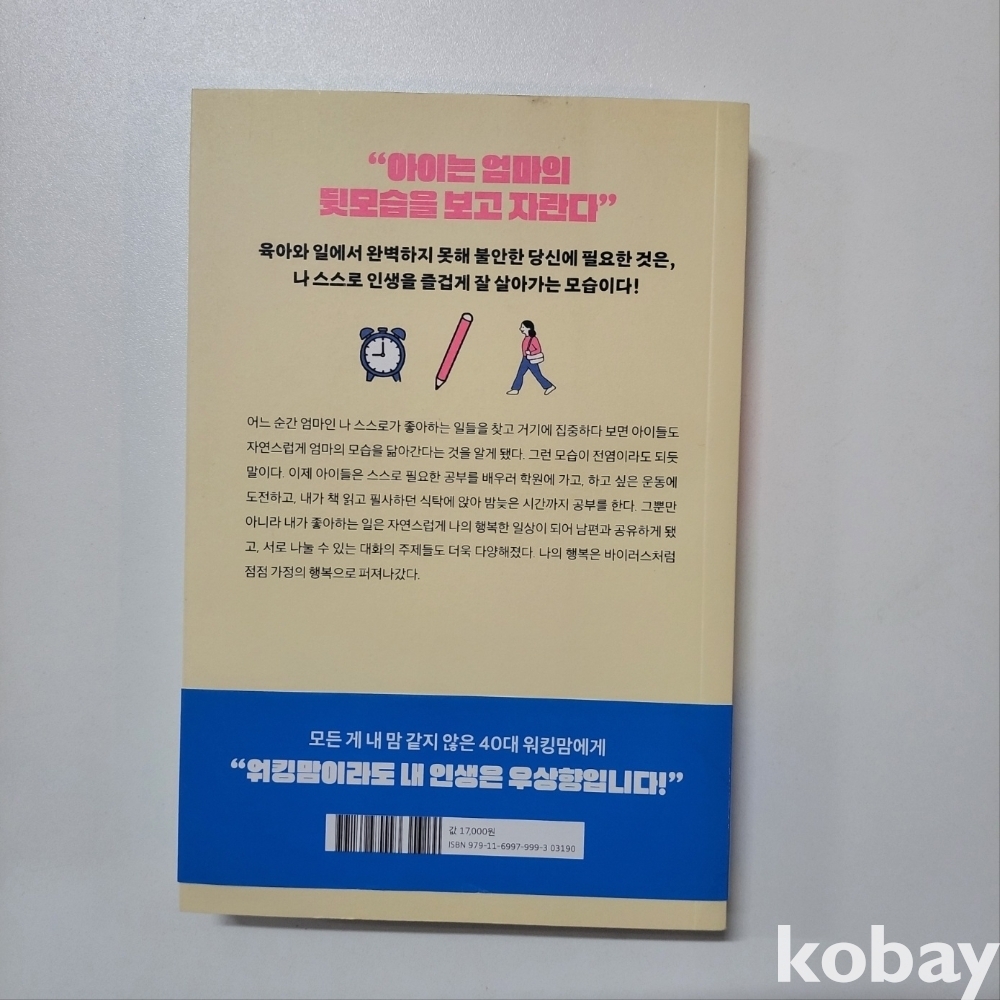 “아이는 엄마의
뒷모습을 보고 자란다”
육아와 일에서 완벽하지 못해 불안한 당신에 필요한 것은,
나 스스로 인생을 즐겁게 잘 살아가는 모습이다!
어느 순간 엄마인 나 스스로가 좋아하는 일들을 찾고 거기에 집중하다 보면 아이들도
자연스럽게 엄마의 모습을 닮아간다는 것을 알게 됐다. 그런 모습이 전염이라도 되듯
말이다. 이제 아이들은 스스로 필요한 공부를 배우러 학원에 가고, 하고 싶은 운동에
도전하고, 내가 책 읽고 필사하던 식탁에 앉아 밤늦은 시간까지 공부를 한다. 그뿐만
아니라 내가 좋아하는 일은 자연스럽게 나의 행복한 일상이 되어 남편과 공유하게 됐
고, 서로 나눌 수 있는 대화의 주제들도 더욱 다양해졌다. 나의 행복은 바이러스처럼
점점 가정의 행복으로 퍼져나갔다.
모든 게 내 맘 같지 않은 40대 워킹맘에게
“워킹맘이라도 내 인생은 우상향입니다!”
값 17,000원
ISBN 979-11-6997-999-3 03190
kobay